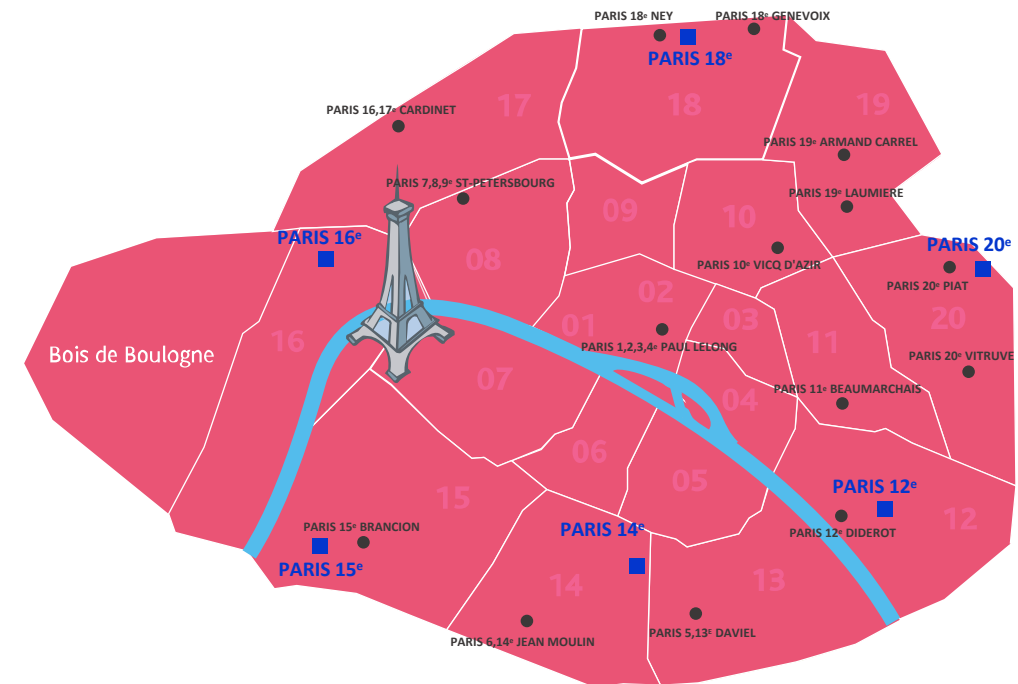 PARIS 18ᵉ NEY
PARIS 18ᵉ GENEVOIX
PARIS 18ᵉ
17
18
19
PARIS 16,17ᵉ CARDINET
PARIS 19ᵉ ARMAND CARREL
PARIS 7,8,9ᵉ ST-PETERSBOURG
PARIS 19ᵉ LAUMIERE
09
10
PARIS 16ᵉ
PARIS 20ᵉ
08
PARIS 10ᵉ VICQ D'AZIR
PARIS 20ᵉ PIAT
02
03
20
01
16
11
PARIS 1,2,3,4ᵉ PAUL LELONG
Bois de Boulogne
PARIS 20ᵉ VITRUVE
07
PARIS 11ᵉ BEAUMARCHAIS
04
06
05
PARIS 12ᵉ
15
12
PARIS 15ᵉ BRANCION
PARIS 14ᵉ
PARIS 12ᵉ DIDEROT
PARIS 15ᵉ
14
13
PARIS 5,13ᴱ DAVIEL
PARIS 6,14ᵉ JEAN MOULIN